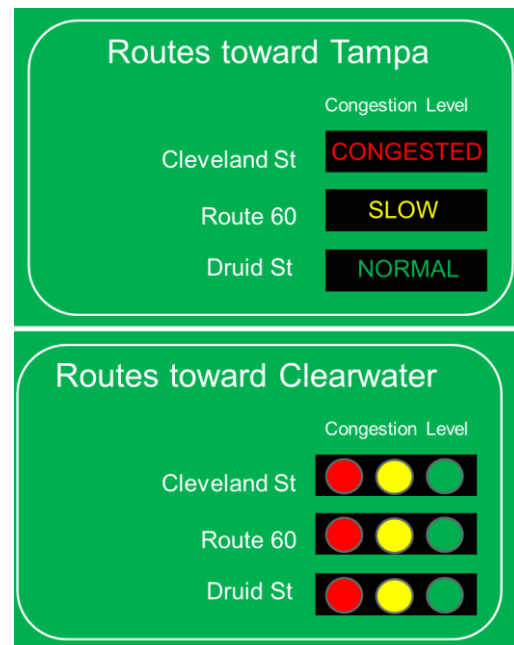 Routes toward Tampa
Congestion Level
Cleveland St CONGESTED
Route 60 SLOW
Druid St NORMAL
Routes toward Clearwater
Congestion Level
Cleveland St
Route 60
Druid St